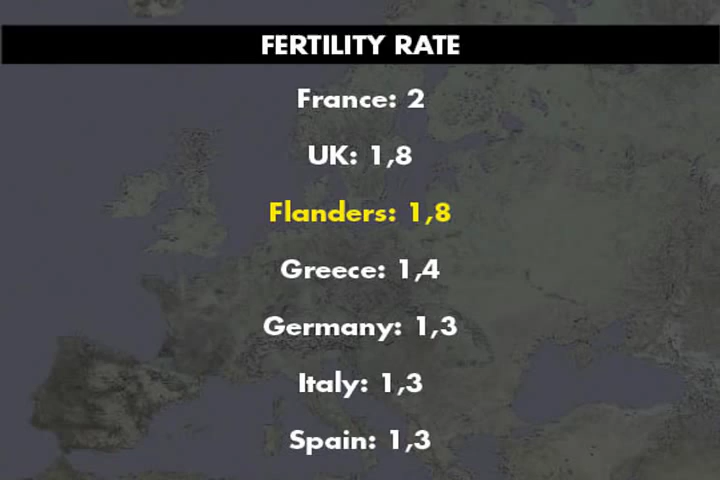 FERTILITY RATE
France: 2
UK: 1,8
Flanders: 1,8
Greece: 1,4
Germany: 1,3
Italy: 1,3
Spain: 1,3